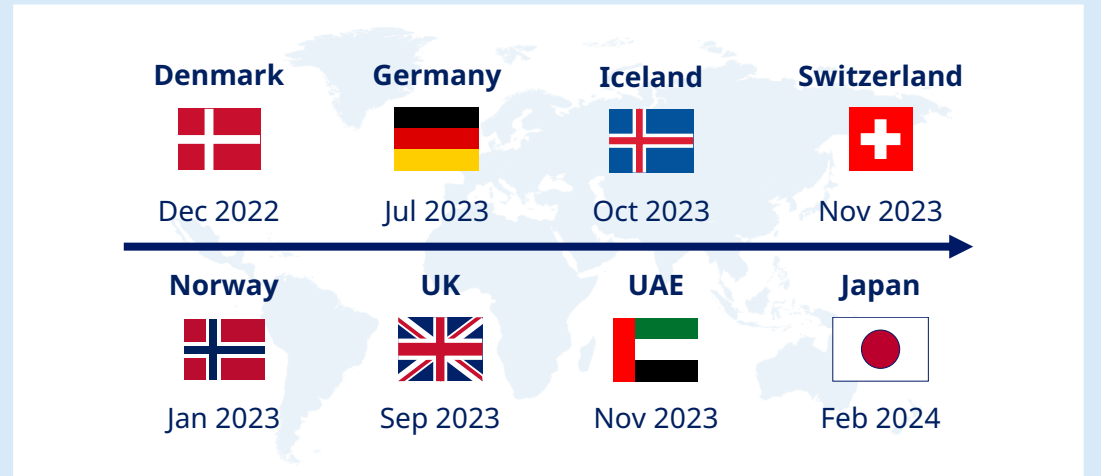 Denmark Germany Iceland Switzerland
Dec 2022 Jul 2023 Oct 2023 Nov 2023
Norway UK UAE Japan
Jan 2023 Sep 2023 Nov 2023 Feb 2024